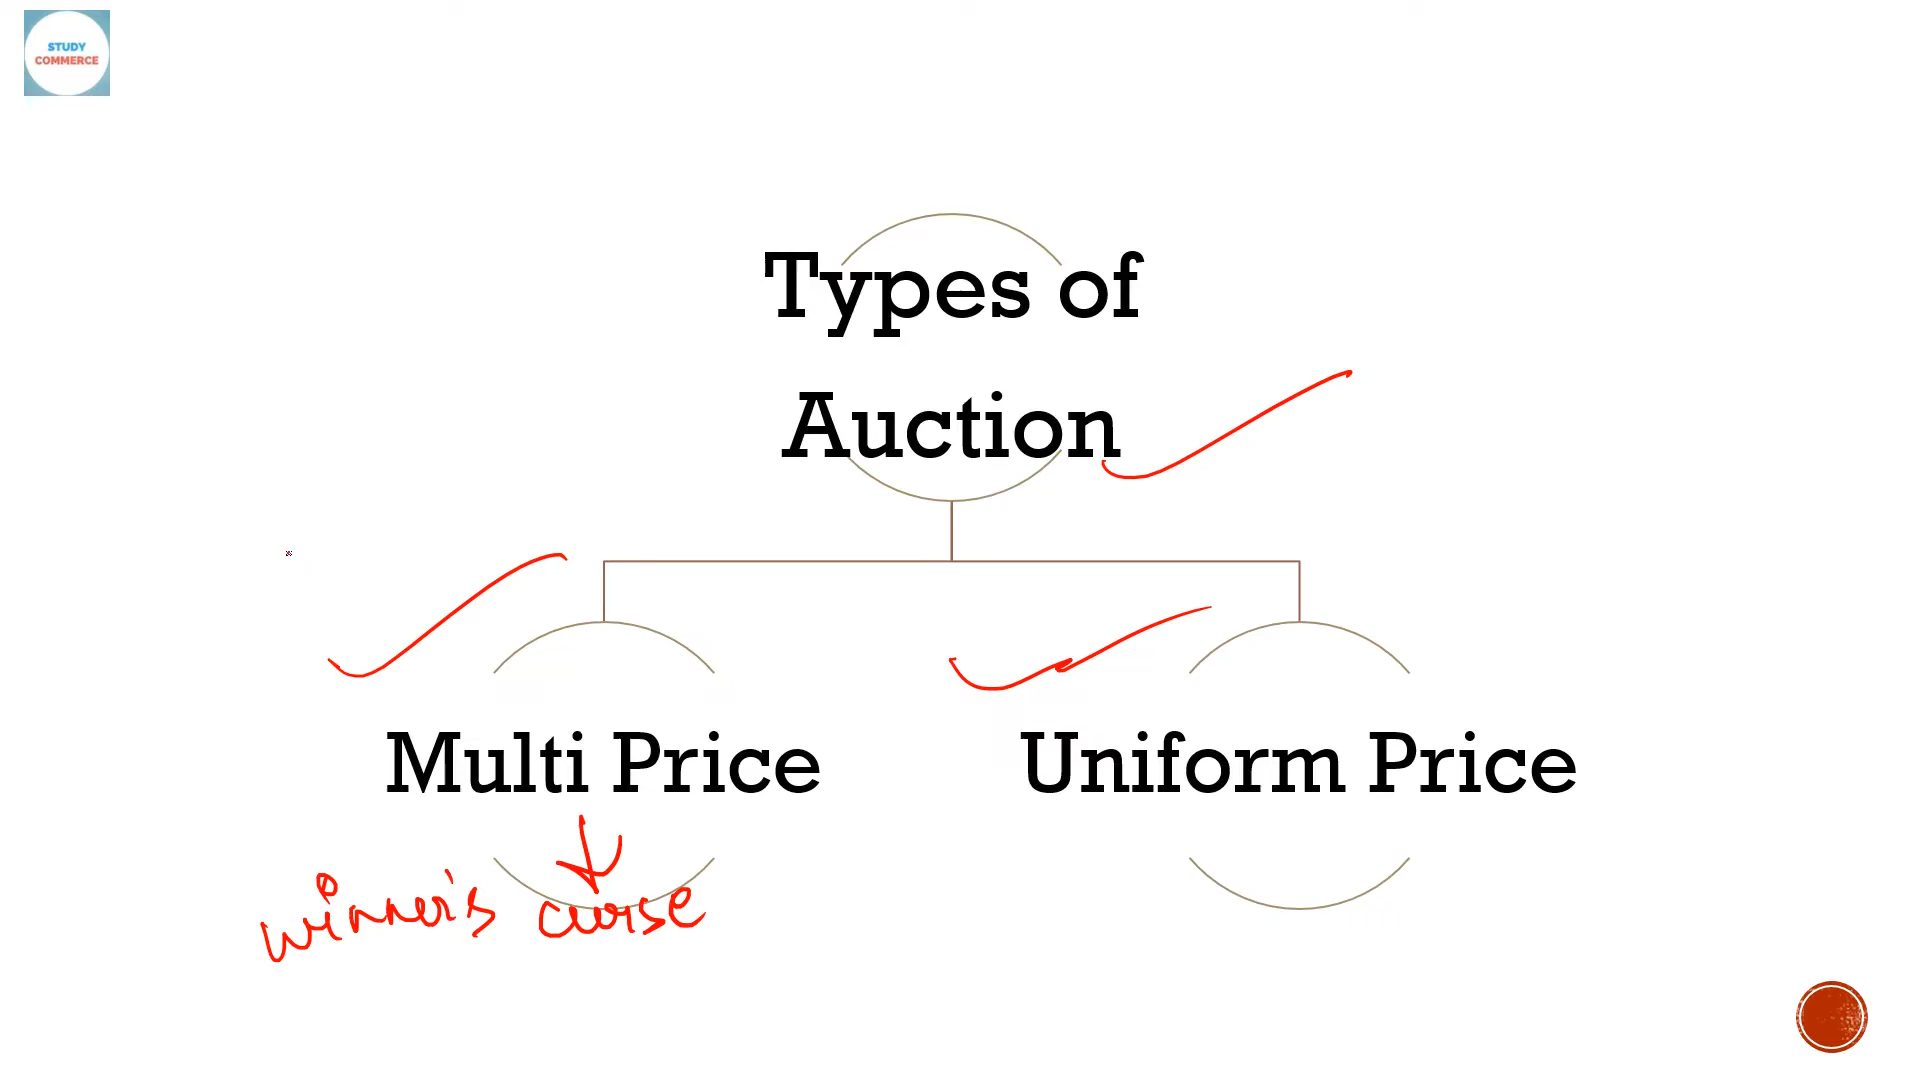 STUDY
COMMERCE
Types of
Auction
Multi Price
Uniform Price
winner's curse